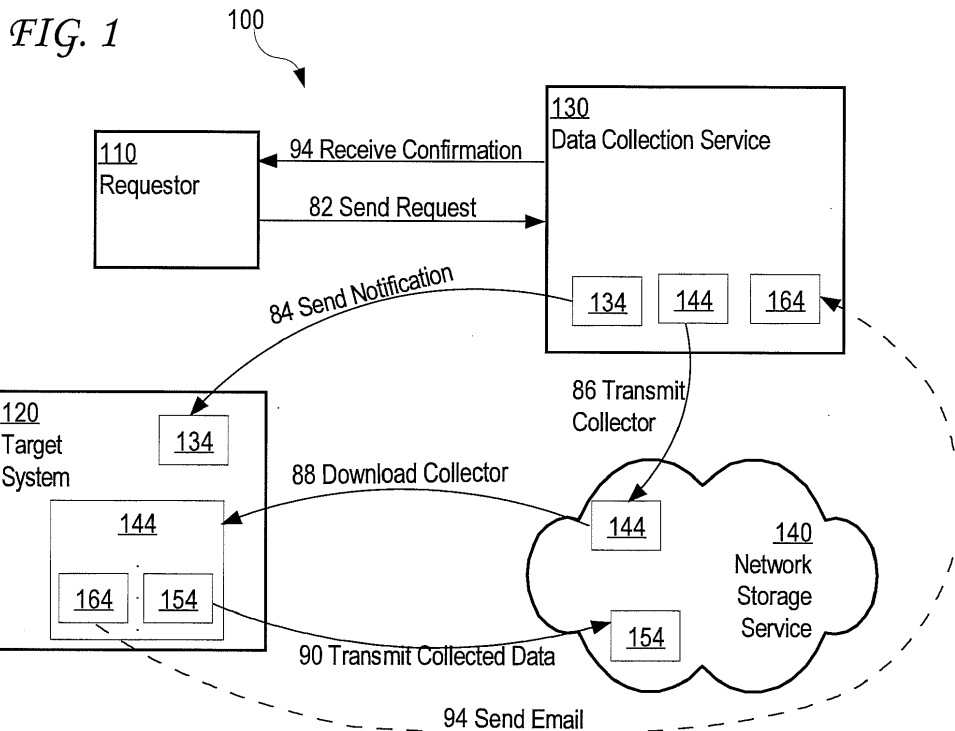 FIG. 1
100
130
Data Collection Service
110
Requestor
94 Receive Confirmation
82 Send Request
84 Send Notification
134
144
164
86 Transmit
Collector
120
Target
System
134
88 Download Collector
144
144
140
Network
Storage
Service
164
154
154
90 Transmit Collected Data
94 Send Email